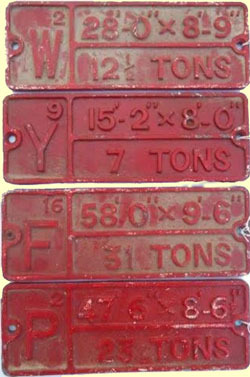 2
W
28'-0" × 8'-9"
12½ TONS
9
Y
15'-2" × 8'-0"
7 TONS
16
F
58'0" × 9'-6"
31 TONS
2
P
47'6" × 8'-6"
23 TONS